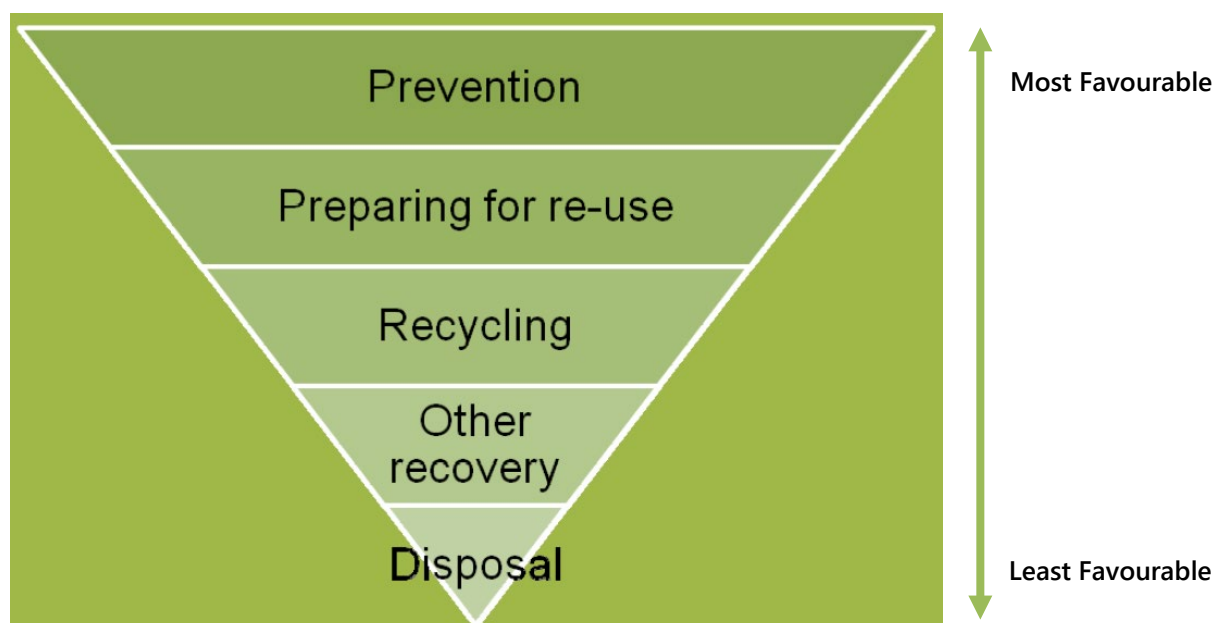 Prevention
Most Favourable
Preparing for re-use
Recycling
Other
recovery
Disposal
Least Favourable